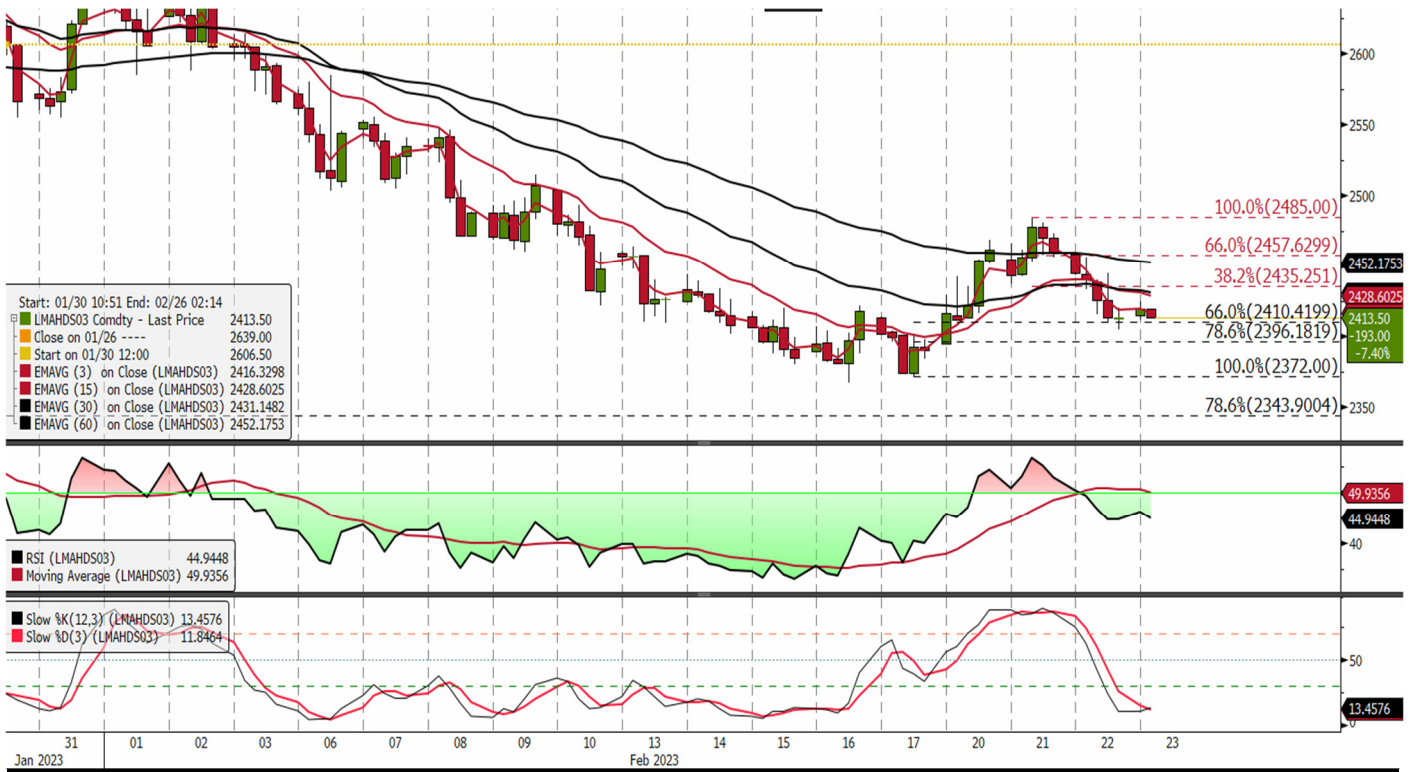 2600
2550
2500
100.0%(2485.00)
66.0%(2457.6299)
2452.1753
38.2%(2435.251)
2428.6025
66.0%(2410.4199)
2413.50
-193.00
-7.40%
78.6%(2396.1819)
100.0%(2372.00)
78.6%(2343.9004)
2350
Start: 01/30 10:51 End: 02/26 02:14
LMAHDS03 Comdty - Last Price 2413.50
Close on 01/26 ---- 2639.00
Start on 01/30 12:00 2606.50
EMAVG (3) on Close (LMAHDS03) 2416.3298
EMAVG (15) on Close (LMAHDS03) 2428.6025
EMAVG (30) on Close (LMAHDS03) 2431.1482
EMAVG (60) on Close (LMAHDS03) 2452.1753
49.9356
44.9448
40
RSI (LMAHDS03) 44.9448
Moving Average (LMAHDS03) 49.9356
Slow %K(12,3) (LMAHDS03) 13.4576
Slow %D(3) (LMAHDS03) 11.8464
50
13.4576
0
31 01 02 03 06 07 08 09 10 13 14 15 16 17 20 21 22 23
Jan 2023 Feb 2023